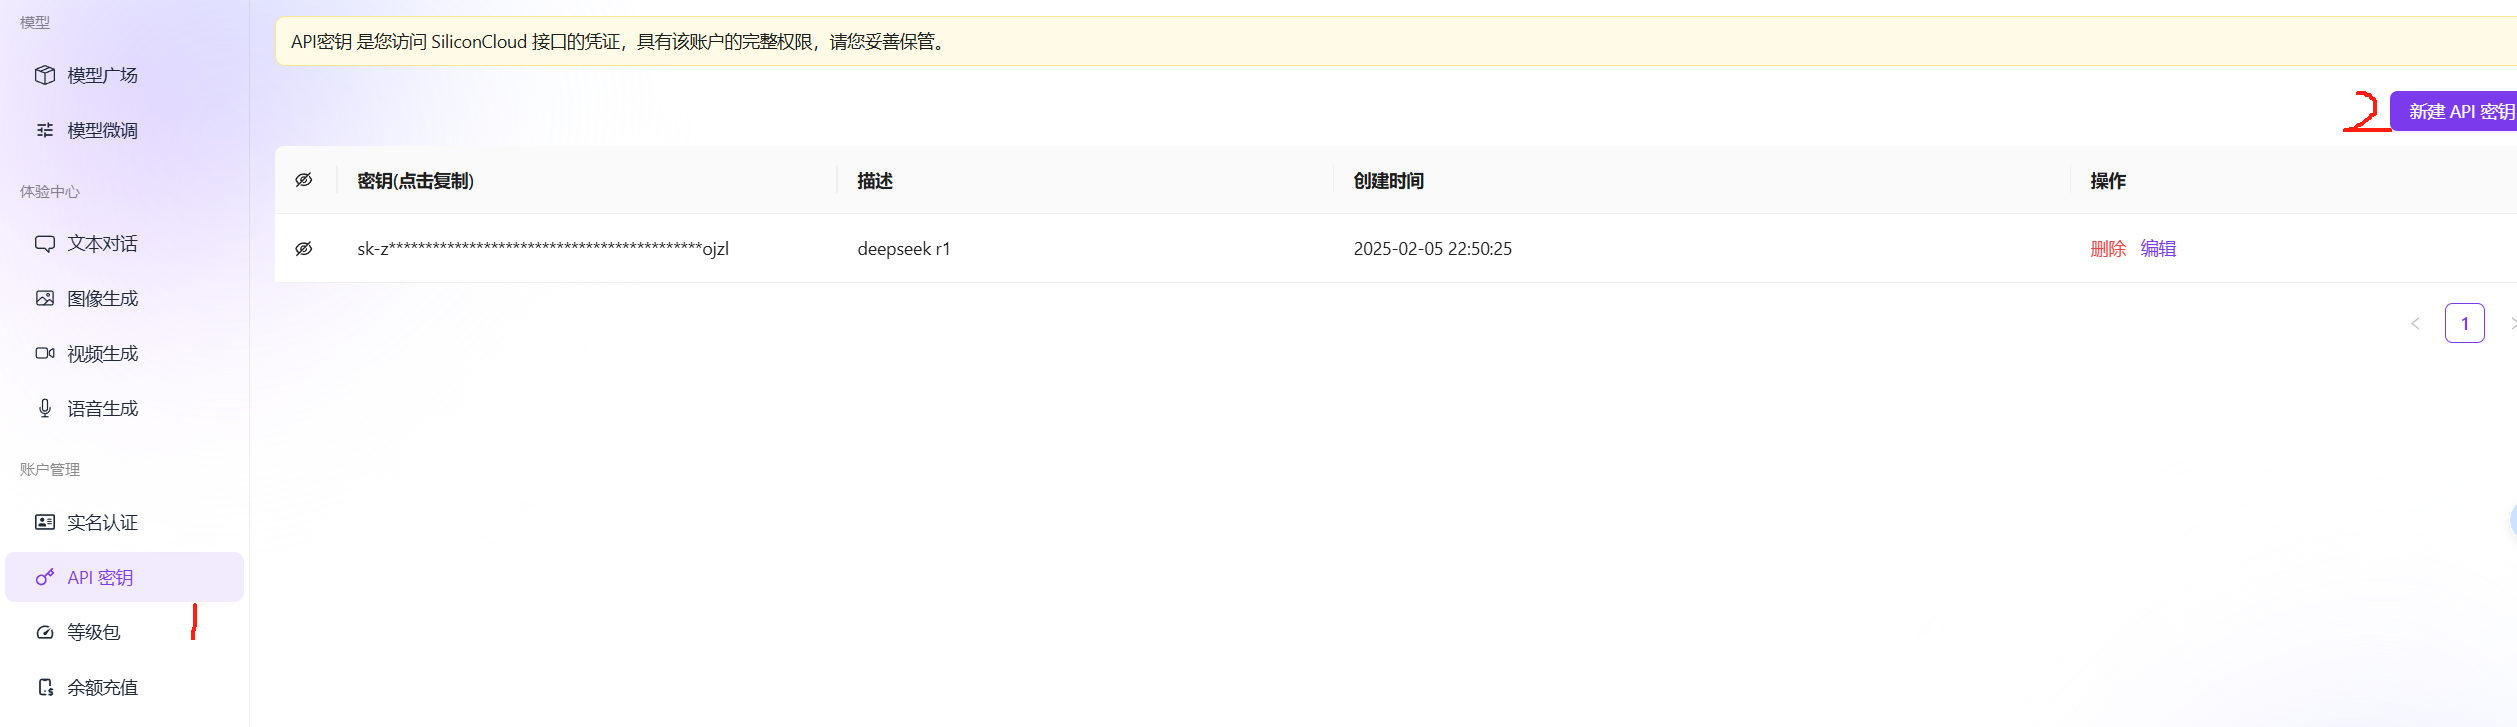 模型
模型广场
模型微调
体验中心
文本对话
图像生成
视频生成
语音生成
账户管理
实名认证
API 密钥
1
等级包
余额充值
API密钥 是您访问 SiliconCloud 接口的凭证，具有该账户的完整权限，请您妥善保管。
2
新建 API 密钥
密钥(点击复制) 描述 创建时间 操作
sk-z*******************************************ojzl deepseek r1 2025-02-05 22:50:25 删除 编辑
< 1 >